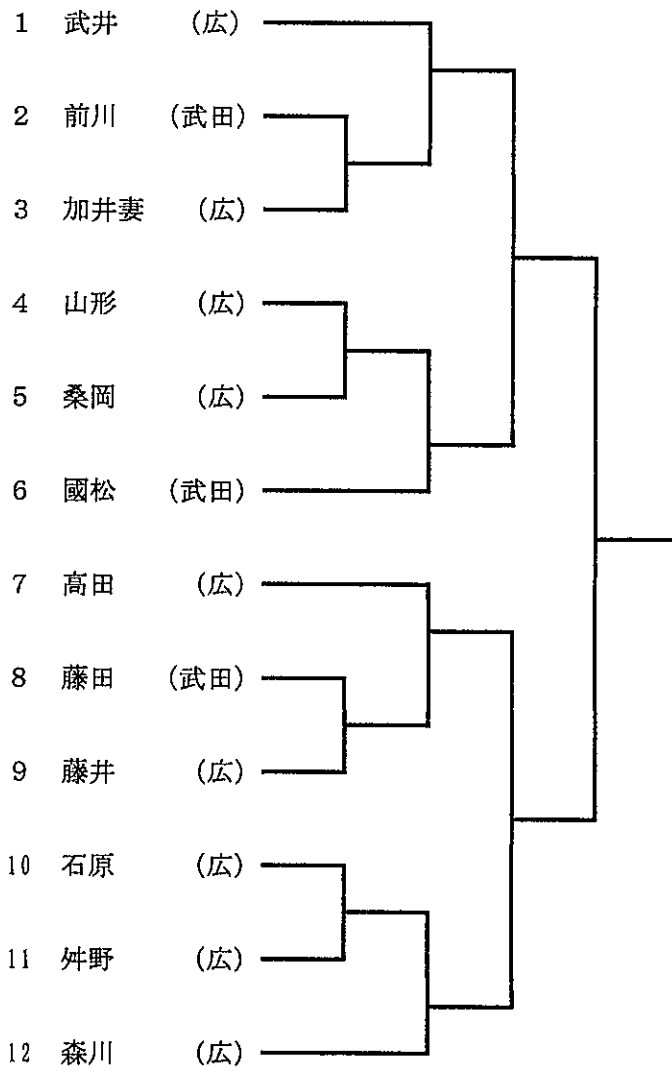 1 武井 (広)
2 前川 (武田)
3 加井妻 (広)
4 山形 (広)
5 桑岡 (広)
6 國松 (武田)
7 高田 (広)
8 藤田 (武田)
9 藤井 (広)
10 石原 (広)
11 舛野 (広)
12 森川 (広)